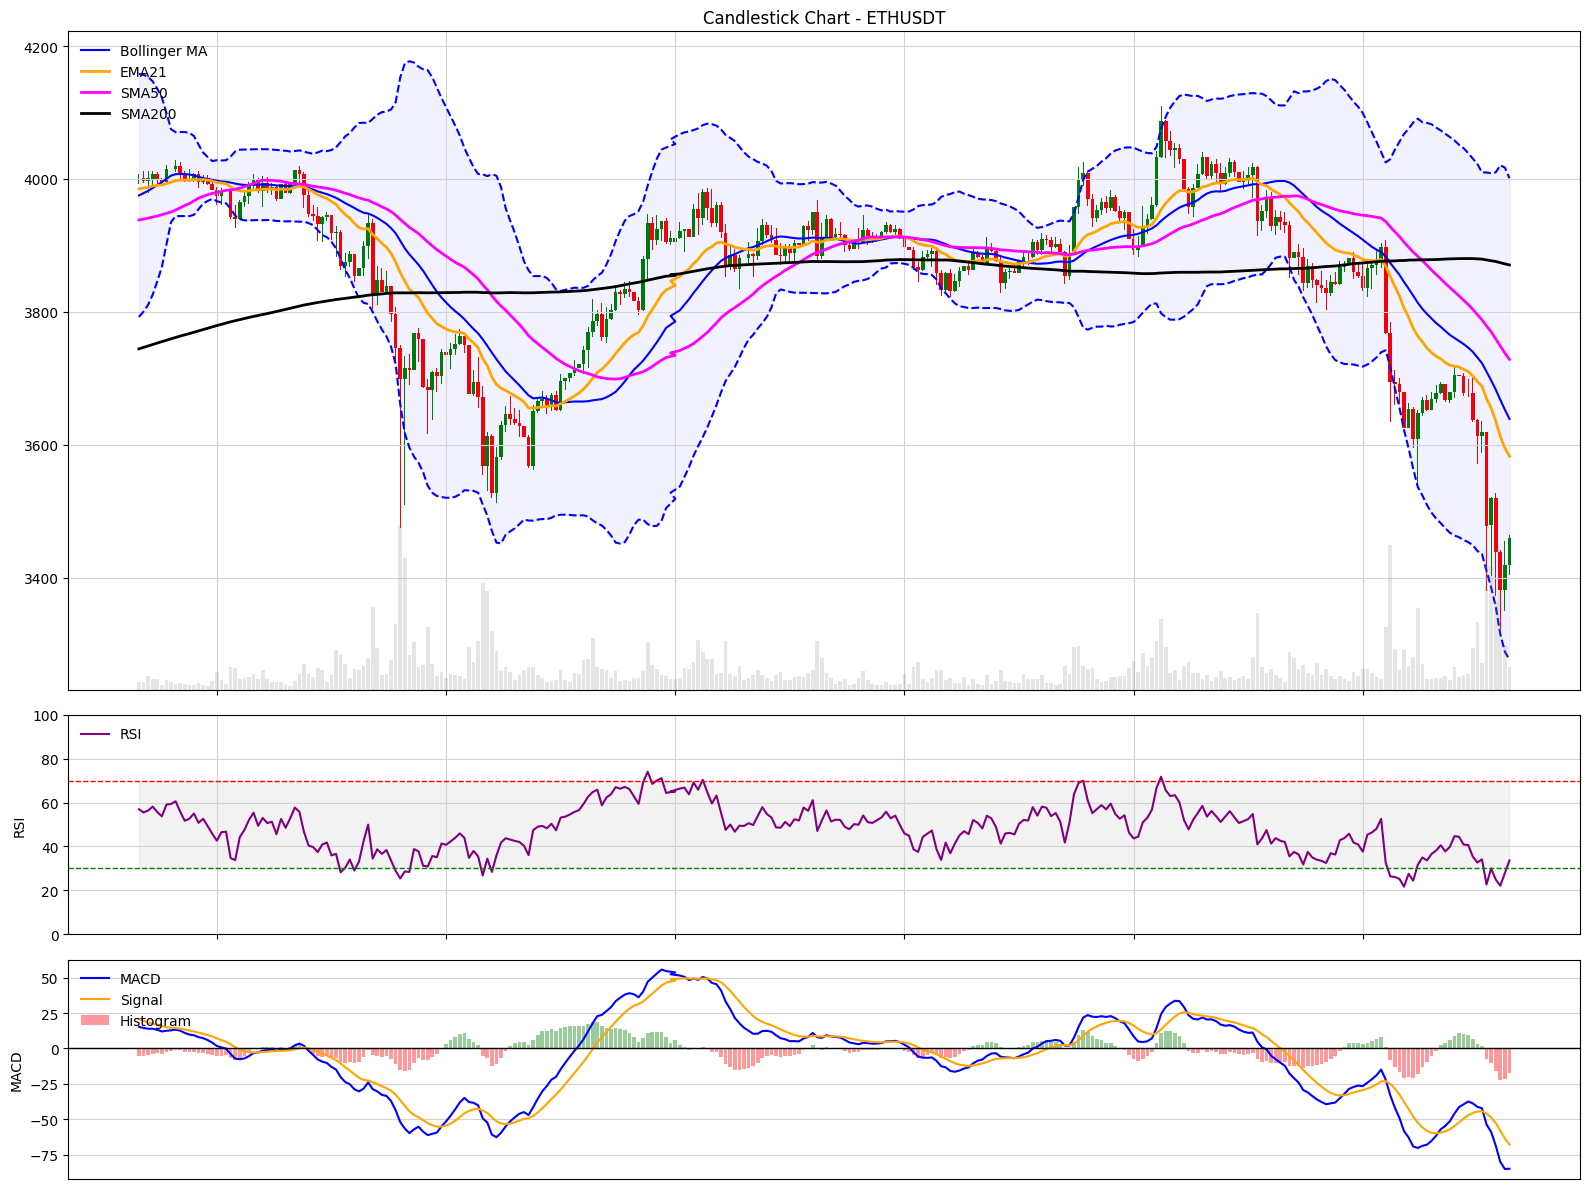 Candlestick Chart - ETHUSDT
4200
4000
3800
3600
3400
Bollinger MA
EMA21
SMA50
SMA200
100
80
60
40
20
0
RSI
RSI
50
25
0
−25
−50
−75
MACD
MACD
Signal
Histogram